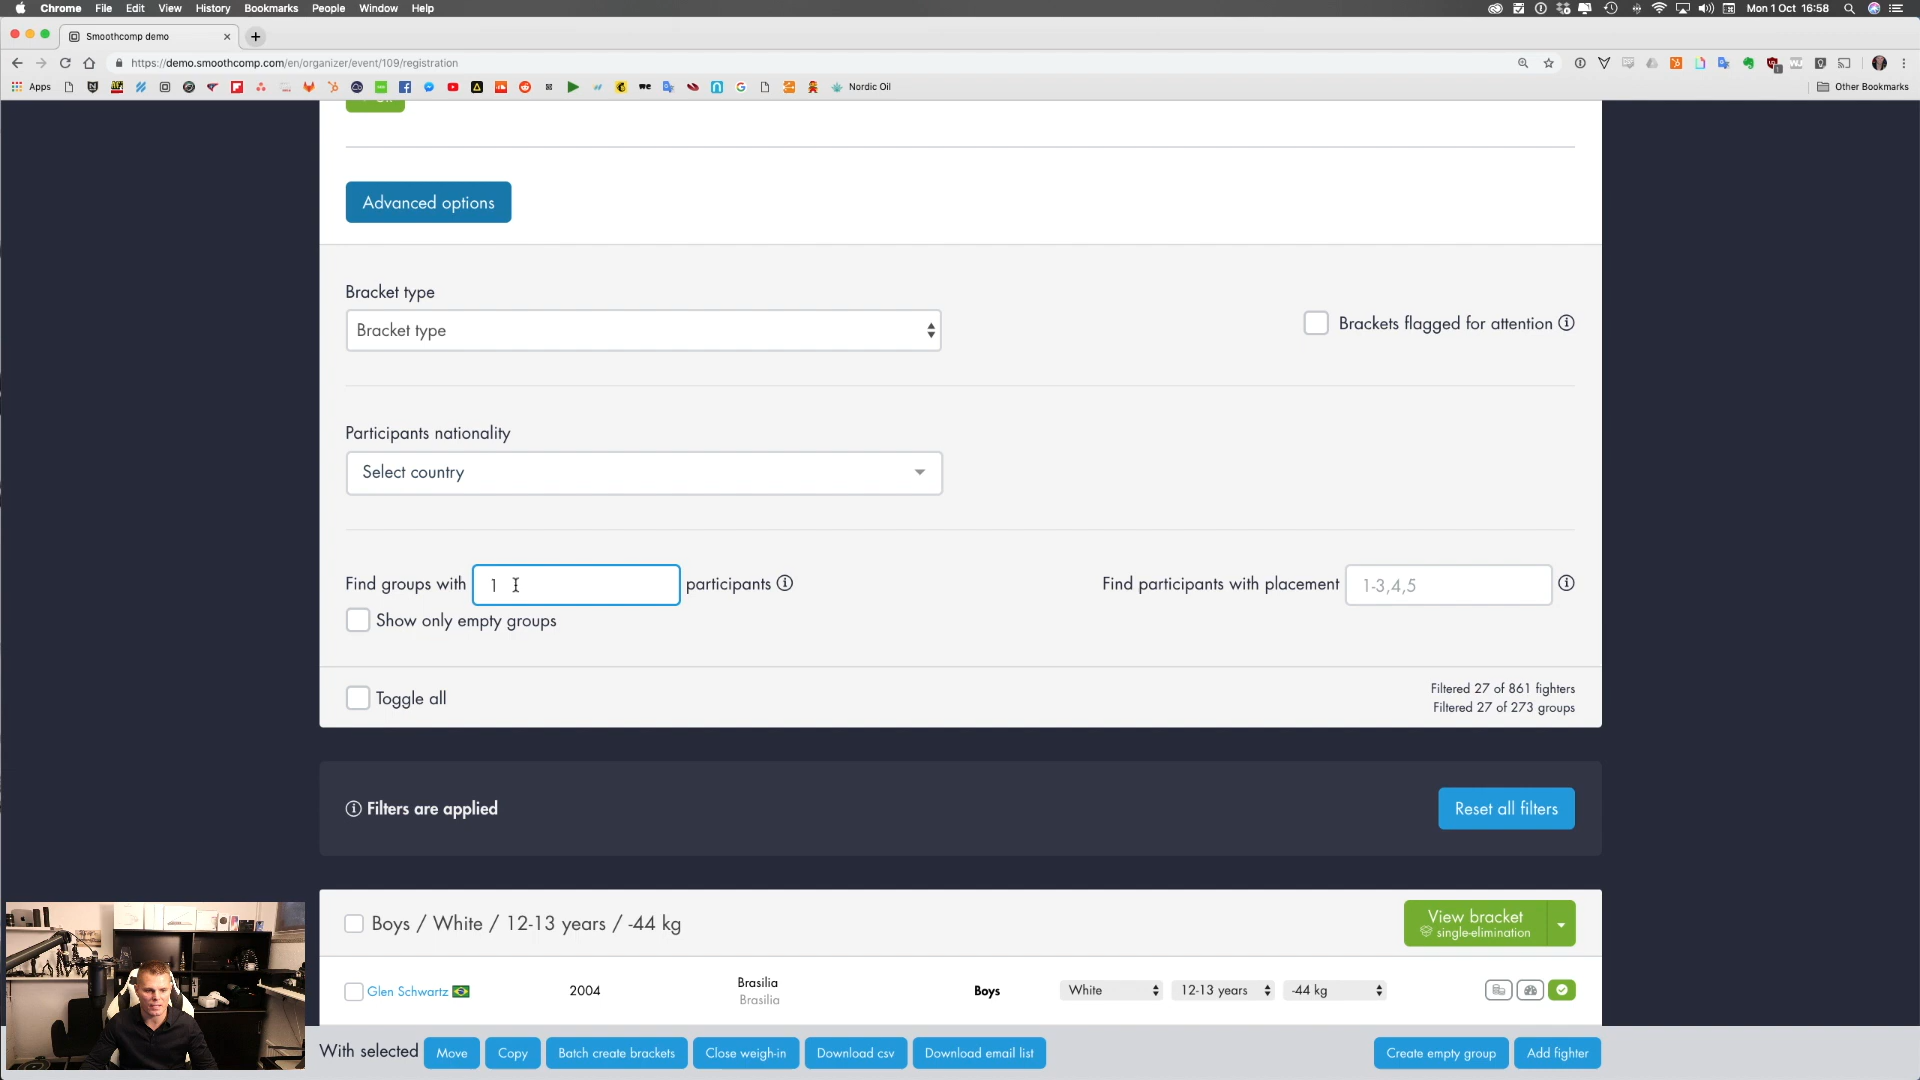 Chrome File Edit View History Bookmarks People Window Help
Mon 1 Oct 16:58
Smoothcomp demo
https://demo.smoothcomp.com/en/organizer/event/109/registration
Apps
Nordic Oil
Other Bookmarks
Advanced options
Bracket type
Bracket type
Brackets flagged for attention
Participants nationality
Select country
Find groups with 1 participants
Find participants with placement 1-3,4,5
Show only empty groups
Toggle all
Filtered 27 of 861 fighters
Filtered 27 of 273 groups
Filters are applied
Reset all filters
Boys / White / 12-13 years / -44 kg
View bracket
single-elimination
Glen Schwartz
2004
Brasilia
Brasilia
Boys
White
12-13 years
-44 kg
With selected
Move
Copy
Batch create brackets
Close weigh-in
Download csv
Download email list
Create empty group
Add fighter